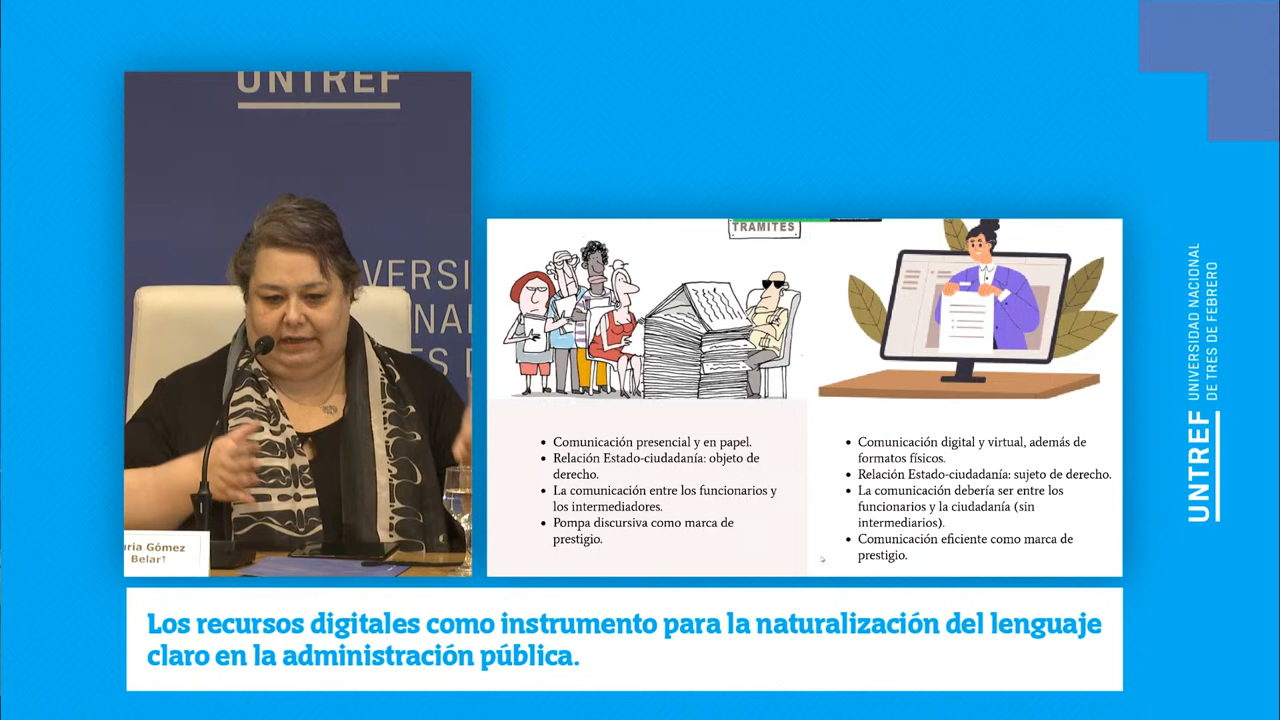 UNTREF
VERSI
NA
ES D
uria Gómez
Belart
TRAMITES
• Comunicación presencial y en papel.
• Relación Estado-ciudadanía: objeto de
derecho.
• La comunicación entre los funcionarios y
los intermediadores.
• Pompa discursiva como marca de
prestigio.
• Comunicación digital y virtual, además de
formatos físicos.
• Relación Estado-ciudadanía: sujeto de derecho.
• La comunicación debería ser entre los
funcionarios y la ciudadanía (sin
intermediarios).
• Comunicación eficiente como marca de
prestigio.
UNTREF
UNIVERSIDAD NACIONAL
DE TRES DE FEBRERO
Los recursos digitales como instrumento para la naturalización del lenguaje
claro en la administración pública.